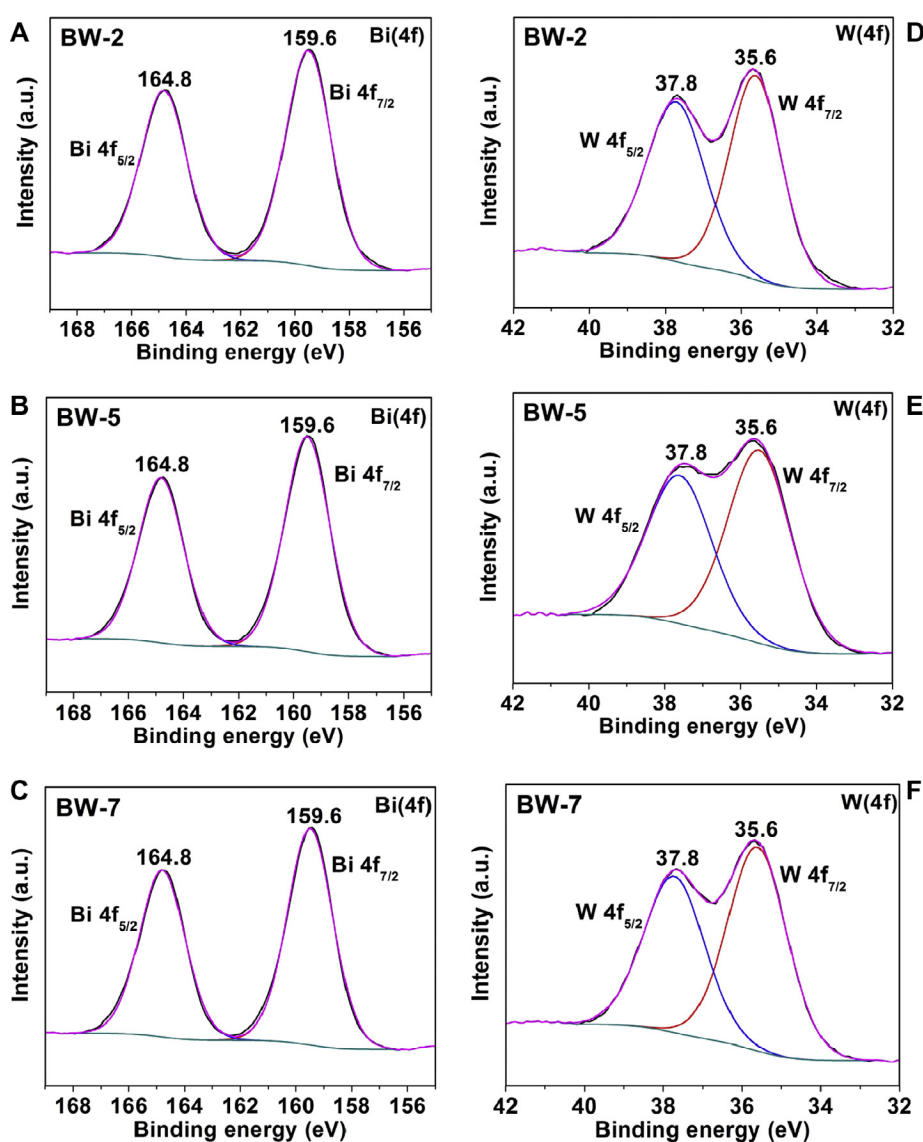 A
BW-2
Bi(4f)
159.6
164.8
Bi 4f7/2
Bi 4f5/2
Intensity (a.u.)
168 166 164 162 160 158 156
Binding energy (eV)
D
BW-2
W(4f)
35.6
37.8
W 4f7/2
W 4f5/2
Intensity (a.u.)
42 40 38 36 34 32
Binding energy (eV)
B
BW-5
Bi(4f)
159.6
164.8
Bi 4f7/2
Bi 4f5/2
Intensity (a.u.)
168 166 164 162 160 158 156
Binding energy (eV)
E
BW-5
W(4f)
35.6
37.8
W 4f7/2
W 4f5/2
Intensity (a.u.)
42 40 38 36 34 32
Binding energy (eV)
C
BW-7
Bi(4f)
159.6
164.8
Bi 4f7/2
Bi 4f5/2
Intensity (a.u.)
168 166 164 162 160 158 156
Binding energy (eV)
F
BW-7
W(4f)
35.6
37.8
W 4f7/2
W 4f5/2
Intensity (a.u.)
42 40 38 36 34 32
Binding energy (eV)